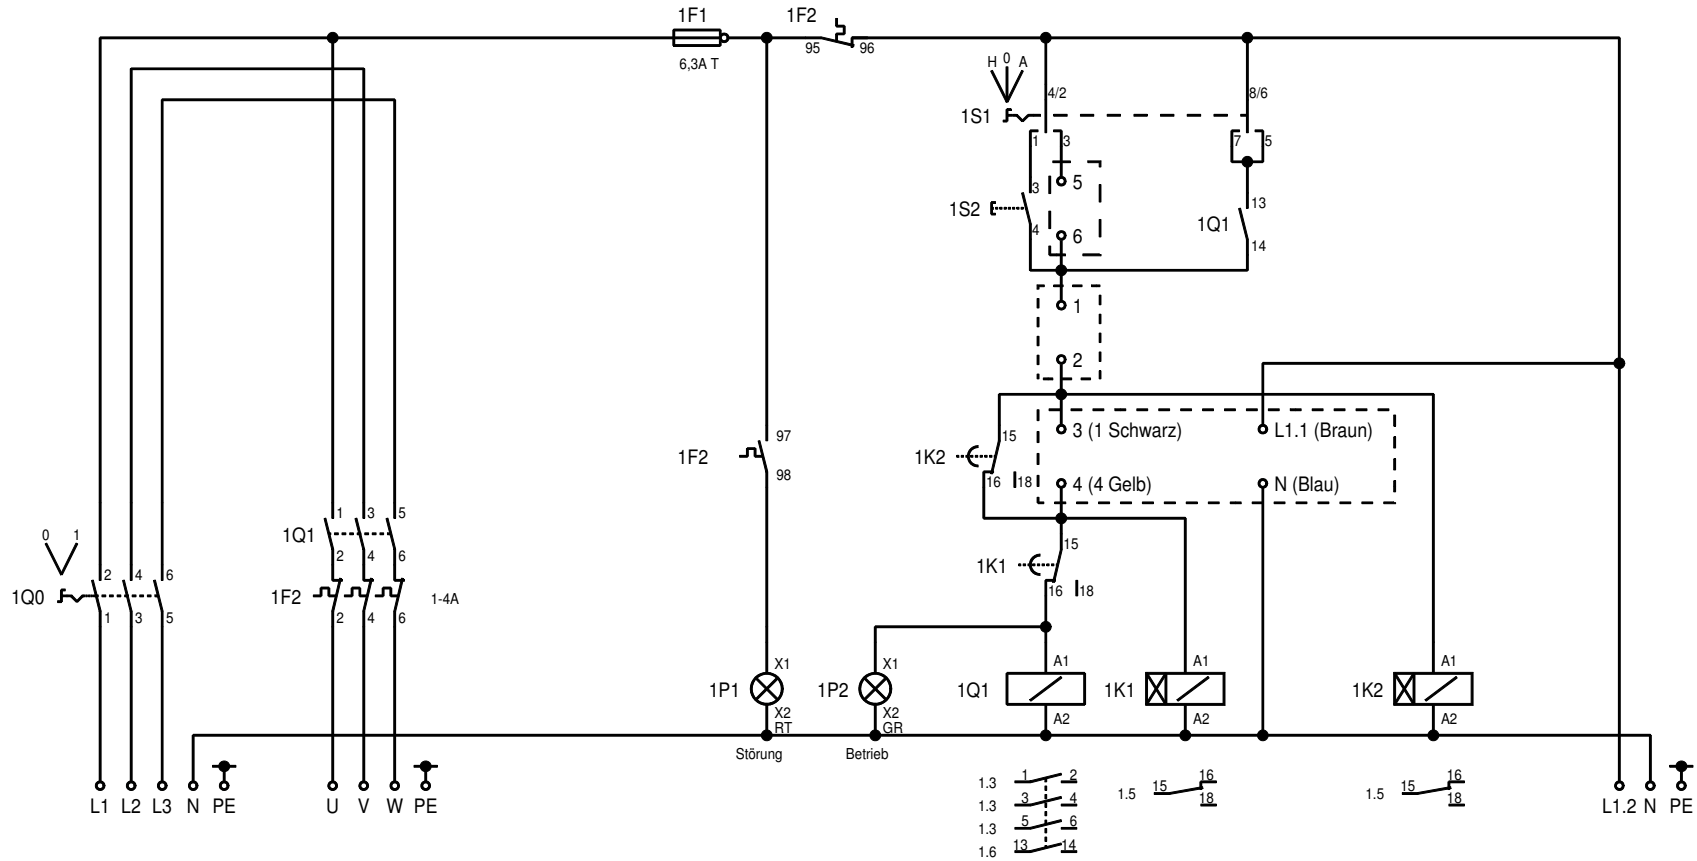 1F1
1F2
6,3A T
95
96
H 0 A
4/2
8/6
1S1
1
3
7
5
3
5
1S2
4
6
13
1Q1
14
1
2
15
3 (1 Schwarz)
L1.1 (Braun)
97
1F2
98
1K2
16
18
4 (4 Gelb)
N (Blau)
1 3 5
1Q1
2 4 6
15
1K1
16
18
0 1
2 4 6
1Q0
1 3 5
1F2
2 4 6
1-4A
X1
1P1
X2
RT
Störung
X1
1P2
X2
GR
Betrieb
A1
1Q1
A2
A1
1K1
A2
A1
1K2
A2
L1 L2 L3 N PE
U V W PE
L1.2 N PE
1.3 1 2
1.3 3 4
1.3 5 6
1.6 13 14
16
1.5 15
18
16
1.5 15
18